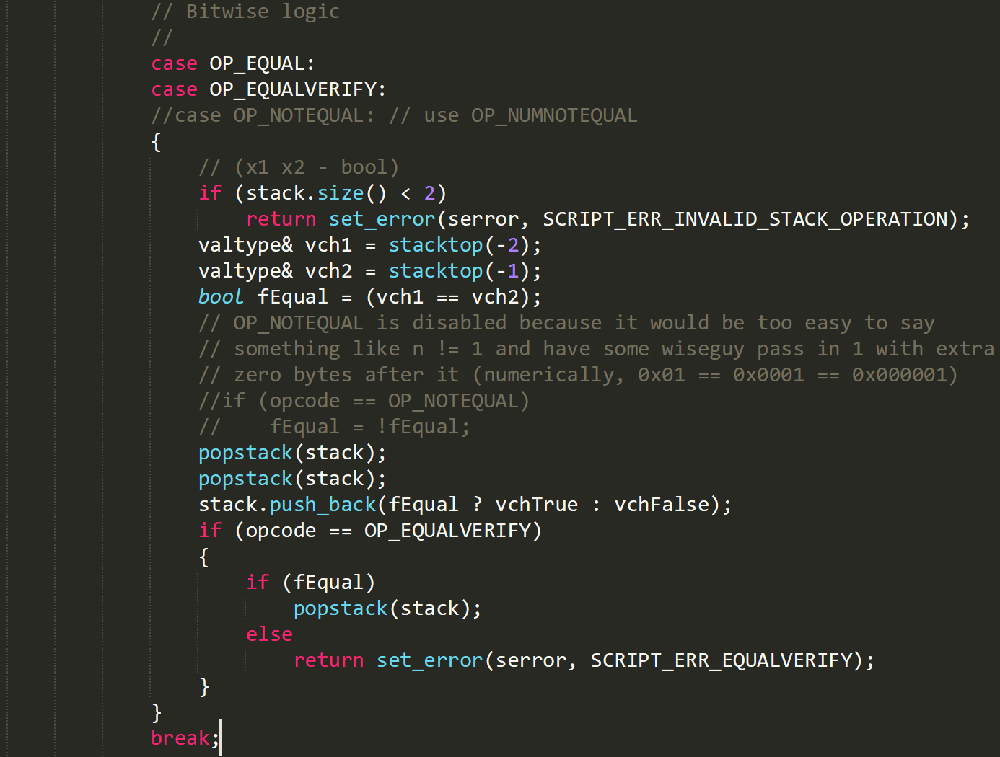 // Bitwise logic
//
case OP_EQUAL:
case OP_EQUALVERIFY:
//case OP_NOTEQUAL: // use OP_NUMNOTEQUAL
{
// (x1 x2 - bool)
if (stack.size() < 2)
return set_error(serror, SCRIPT_ERR_INVALID_STACK_OPERATION);
valtype& vch1 = stacktop(-2);
valtype& vch2 = stacktop(-1);
bool fEqual = (vch1 == vch2);
// OP_NOTEQUAL is disabled because it would be too easy to say
// something like n != 1 and have some wiseguy pass in 1 with extra
// zero bytes after it (numerically, 0x01 == 0x0001 == 0x000001)
//if (opcode == OP_NOTEQUAL)
//    fEqual = !fEqual;
popstack(stack);
popstack(stack);
stack.push_back(fEqual ? vchTrue : vchFalse);
if (opcode == OP_EQUALVERIFY)
{
if (fEqual)
popstack(stack);
else
return set_error(serror, SCRIPT_ERR_EQUALVERIFY);
}
}
break;